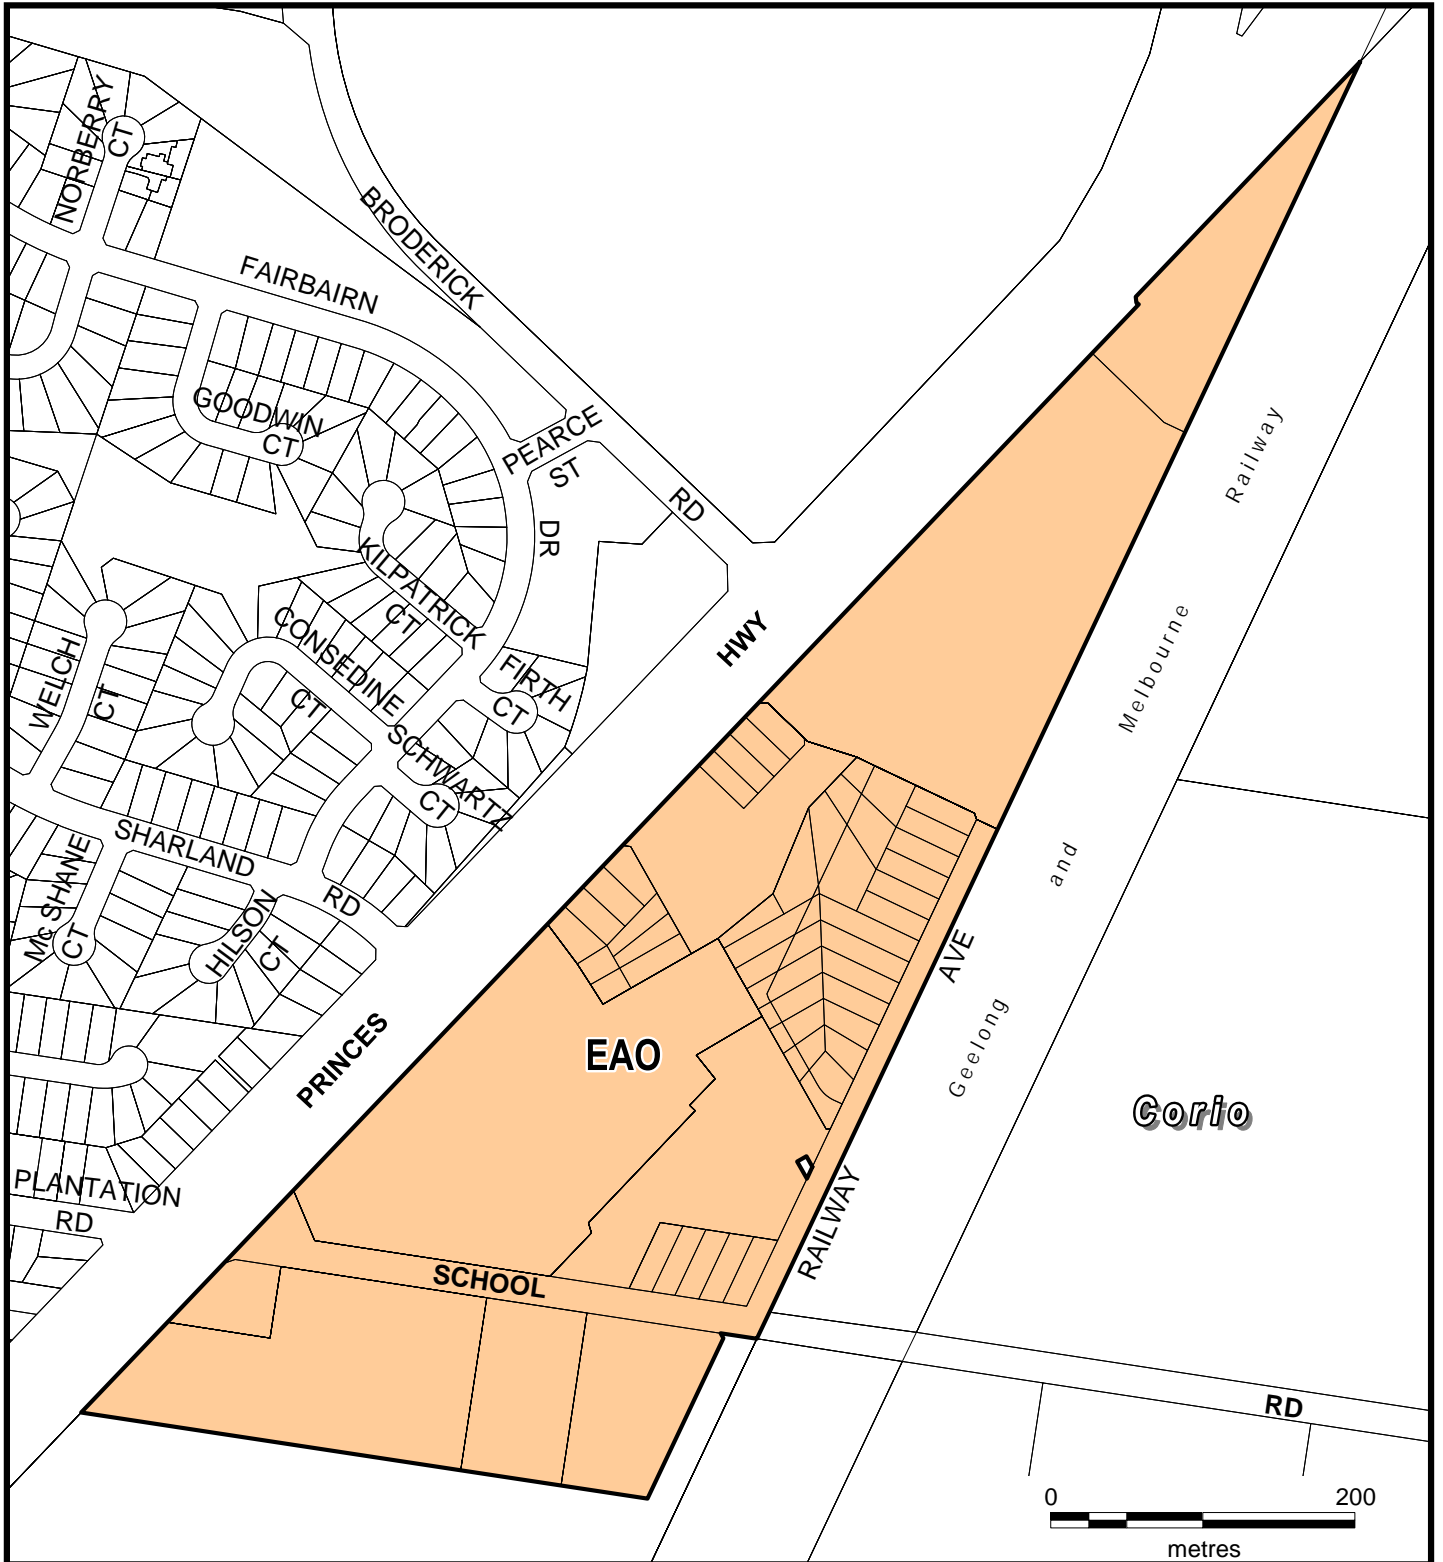 NORBERRY
CT
BRODERICK
FAIRBAIRN
GOODWIN
CT
PEARCE
ST
RD
Railway
DR
KILPATRICK
CT
CONSEDINE
CT
HWY
Melbourne
FIRTH
CT
WELCH
CT
SCHWARTZ
CT
SHARLAND
RD
and
McSHANE
CT
HILSON
CT
AVE
PRINCES
EAO
Geelong
Corio
PLANTATION
RD
RAILWAY
SCHOOL
RD
0 200
metres